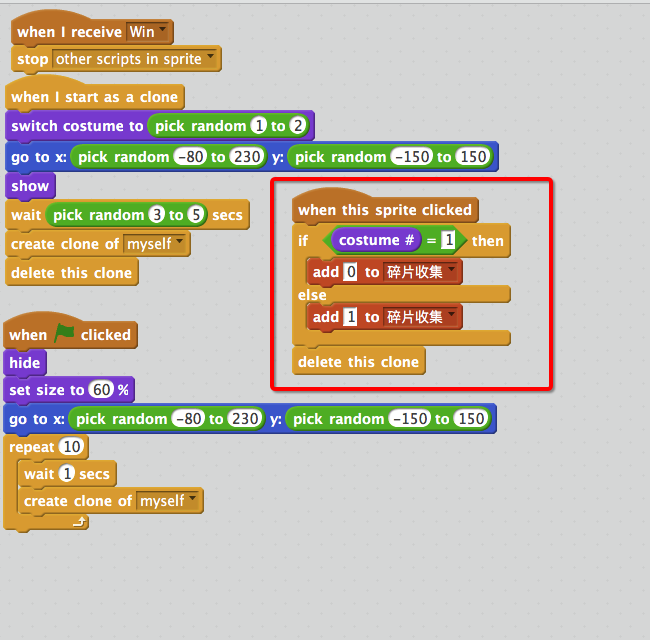 when I receive Win
stop other scripts in sprite
when I start as a clone
switch costume to pick random 1 to 2
go to x: pick random -80 to 230 y: pick random -150 to 150
show
wait pick random 3 to 5 secs
create clone of myself
delete this clone
when this sprite clicked
if costume # = 1 then
add 0 to 碎片收集
else
add 1 to 碎片收集
delete this clone
when clicked
hide
set size to 60 %
go to x: pick random -80 to 230 y: pick random -150 to 150
repeat 10
wait 1 secs
create clone of myself